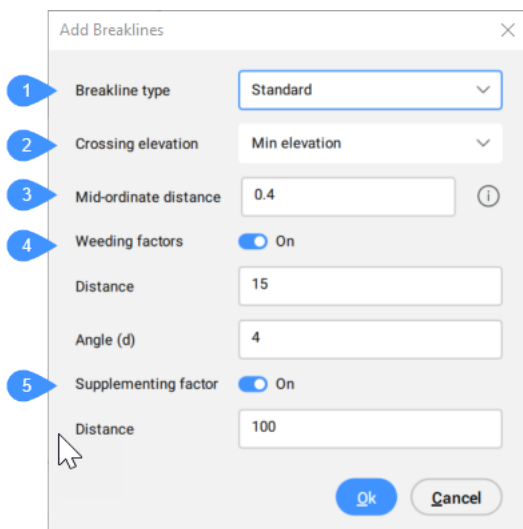 Add Breaklines
1 Breakline type Standard
2 Crossing elevation Min elevation
3 Mid-ordinate distance 0.4 i
4 Weeding factors On
Distance 15
Angle (d) 4
5 Supplementing factor On
Distance 100
Ok Cancel